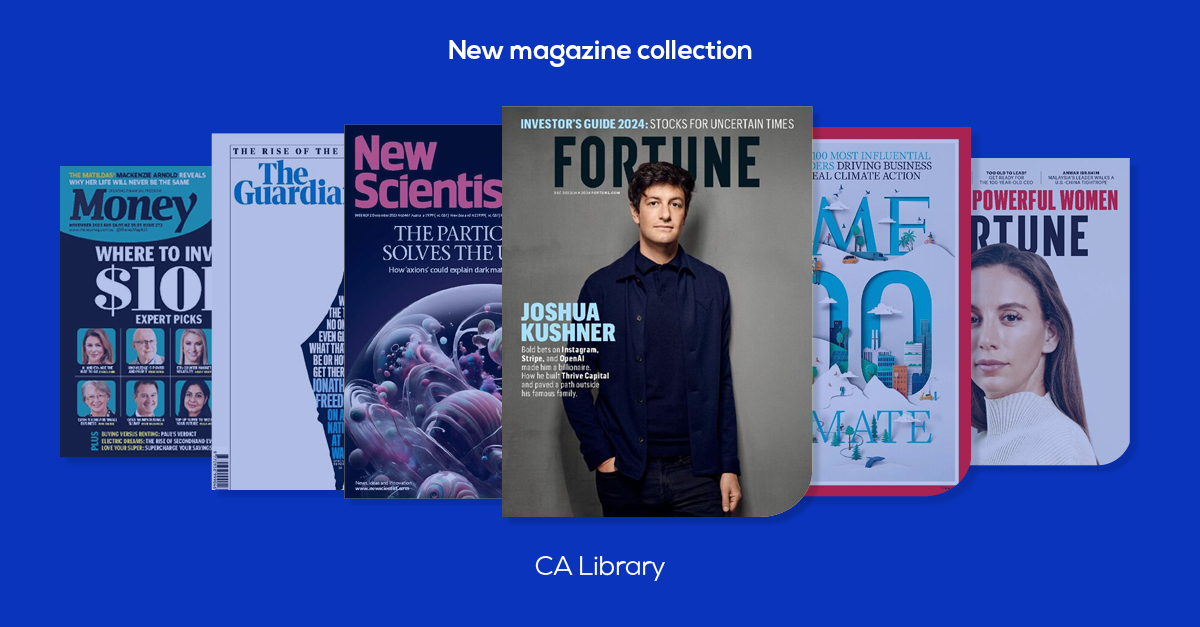 New magazine collection
THE MATILDAS' MACKENZIE ARNOLD REVEALS
WHY HER LIFE WILL NEVER BE THE SAME
Money
WHERE TO INV
$10
EXPERT PICKS
PLUS
BUYING VERSUS RENTING: PAUL'S VERDICT
ELECTRIC DREAMS: THE RISE OF SECONDHAND EV
LOVE YOUR SUPER: SUPERCHARGE YOUR SAVINGS
THE RISE OF THE
The
Guardia
THE
NO ON
EVEN GI
WHAT THA
BE OR HO
GET THER
JONATH
FREED
ON A
NAT
AT
WA
New
Scientis
THE PARTIC
SOLVES THE U
How 'axions' could explain dark mat
News, ideas and innovation
www.newscientist.com
INVESTOR'S GUIDE 2024: STOCKS FOR UNCERTAIN TIMES
FORTUNE
JOSHUA
KUSHNER
Bold bets on Instagram,
Stripe, and OpenAI
made him a billionaire.
How he built Thrive Capital
and paved a path outside
his famous family.
100 MOST INFLUENTIAL
DERS DRIVING BUSINESS
EAL CLIMATE ACTION
ME
00
MATE
TOO OLD TO LEAD?
GET READY FOR
THE 100-YEAR-OLD CEO
ANWAR IBRAHIM
MALAYSIA'S LEADER WALKS A
U.S.-CHINA TIGHTROPE
POWERFUL WOMEN
RTUNE
CA Library